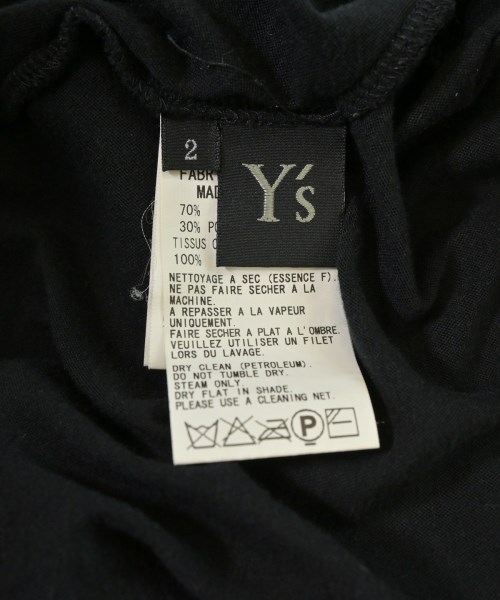 2
Y's
MAD
70%
30% PO
TISSUS
100%
NETTOYAGE A SEC (ESSENCE F).
NE PAS FAIRE SECHER A LA
MACHINE.
A REPASSER A LA VAPEUR
UNIQUEMENT.
FAIRE SECHER A PLAT A L'OMBRE.
VEUILLEZ UTILISER UN FILET
LORS DU LAVAGE.
DRY CLEAN (PETROLEUM).
DO NOT TUMBLE DRY.
STEAM ONLY.
DRY FLAT IN SHADE.
PLEASE USE A CLEANING NET.
P